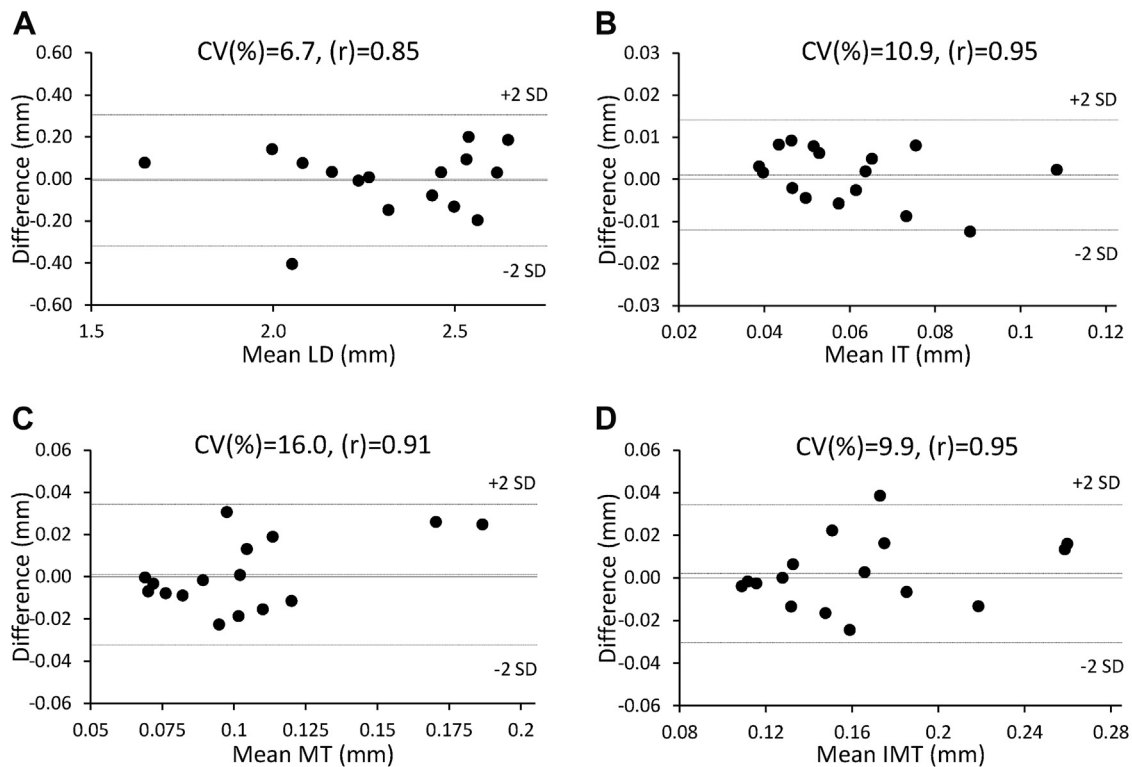 A
CV(%)=6.7, (r)=0.85
Difference (mm)
0.60
0.40
0.20
0.00
-0.20
-0.40
-0.60
+2 SD
-2 SD
1.5 2.0 2.5
Mean LD (mm)
B
CV(%)=10.9, (r)=0.95
Difference (mm)
0.03
0.02
0.01
0.00
-0.01
-0.02
-0.03
+2 SD
-2 SD
0.02 0.04 0.06 0.08 0.1 0.12
Mean IT (mm)
C
CV(%)=16.0, (r)=0.91
Difference (mm)
0.06
0.04
0.02
0.00
-0.02
-0.04
-0.06
+2 SD
-2 SD
0.05 0.075 0.1 0.125 0.15 0.175 0.2
Mean MT (mm)
D
CV(%)=9.9, (r)=0.95
Difference (mm)
0.06
0.04
0.02
0.00
-0.02
-0.04
-0.06
+2 SD
-2 SD
0.08 0.12 0.16 0.2 0.24 0.28
Mean IMT (mm)